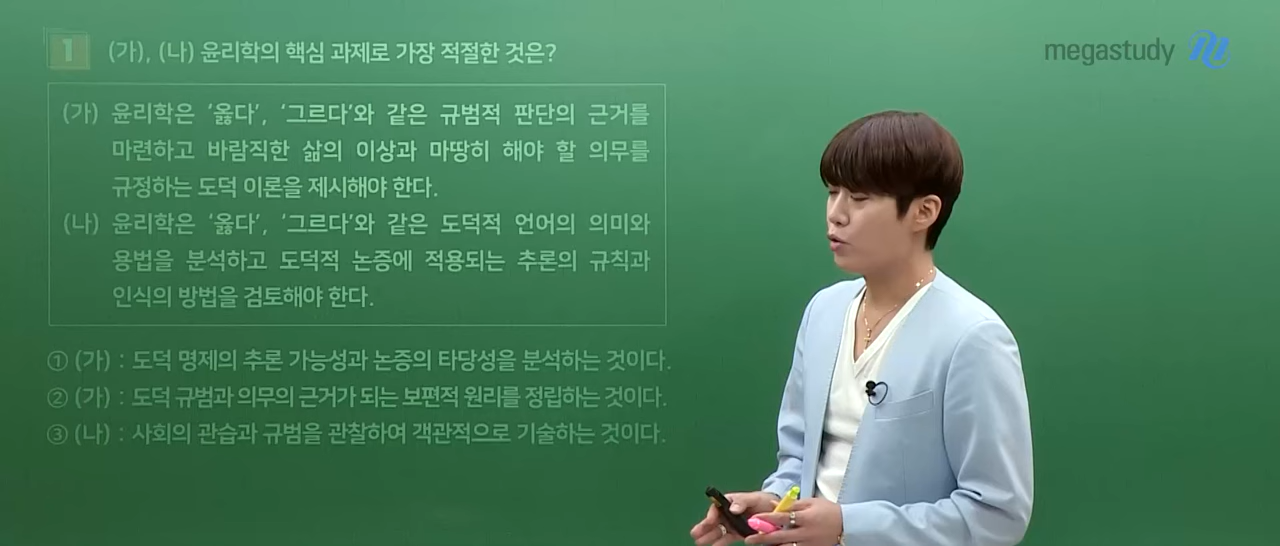 1 (가), (나) 윤리학의 핵심 과제로 가장 적절한 것은?
megastudy
(가) 윤리학은 '옳다', '그르다'와 같은 규범적 판단의 근거를
마련하고 바람직한 삶의 이상과 마땅히 해야 할 의무를
규정하는 도덕 이론을 제시해야 한다.
(나) 윤리학은 '옳다', '그르다'와 같은 도덕적 언어의 의미와
용법을 분석하고 도덕적 논증에 적용되는 추론의 규칙과
인식의 방법을 검토해야 한다.
① (가) : 도덕 명제의 추론 가능성과 논증의 타당성을 분석하는 것이다.
② (가) : 도덕 규범과 의무의 근거가 되는 보편적 원리를 정립하는 것이다.
③ (나) : 사회의 관습과 규범을 관찰하여 객관적으로 기술하는 것이다.